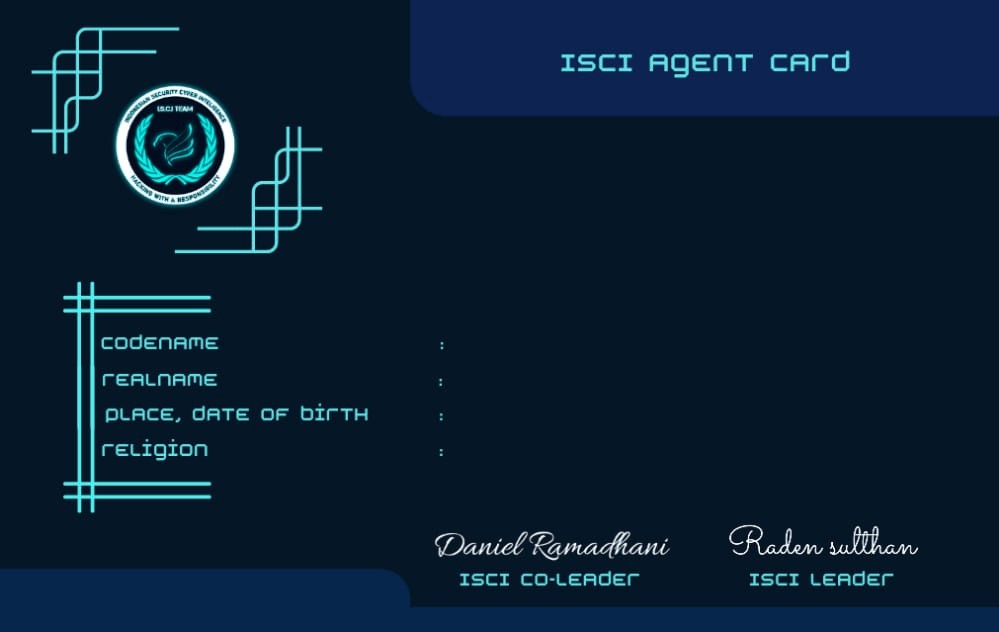 ISCI AGENT CARD
INDONESIAN SECURITY CYBER INTELIGENCE
I.S.C.I TEAM
HACKING WITH A RESPONSIBILITY
CODENAME :
REALNAME :
PLACE, DATE OF BIRTH :
RELIGION :
Daniel Ramadhani Raden sulthan
ISCI CO-LEADER ISCI LEADER